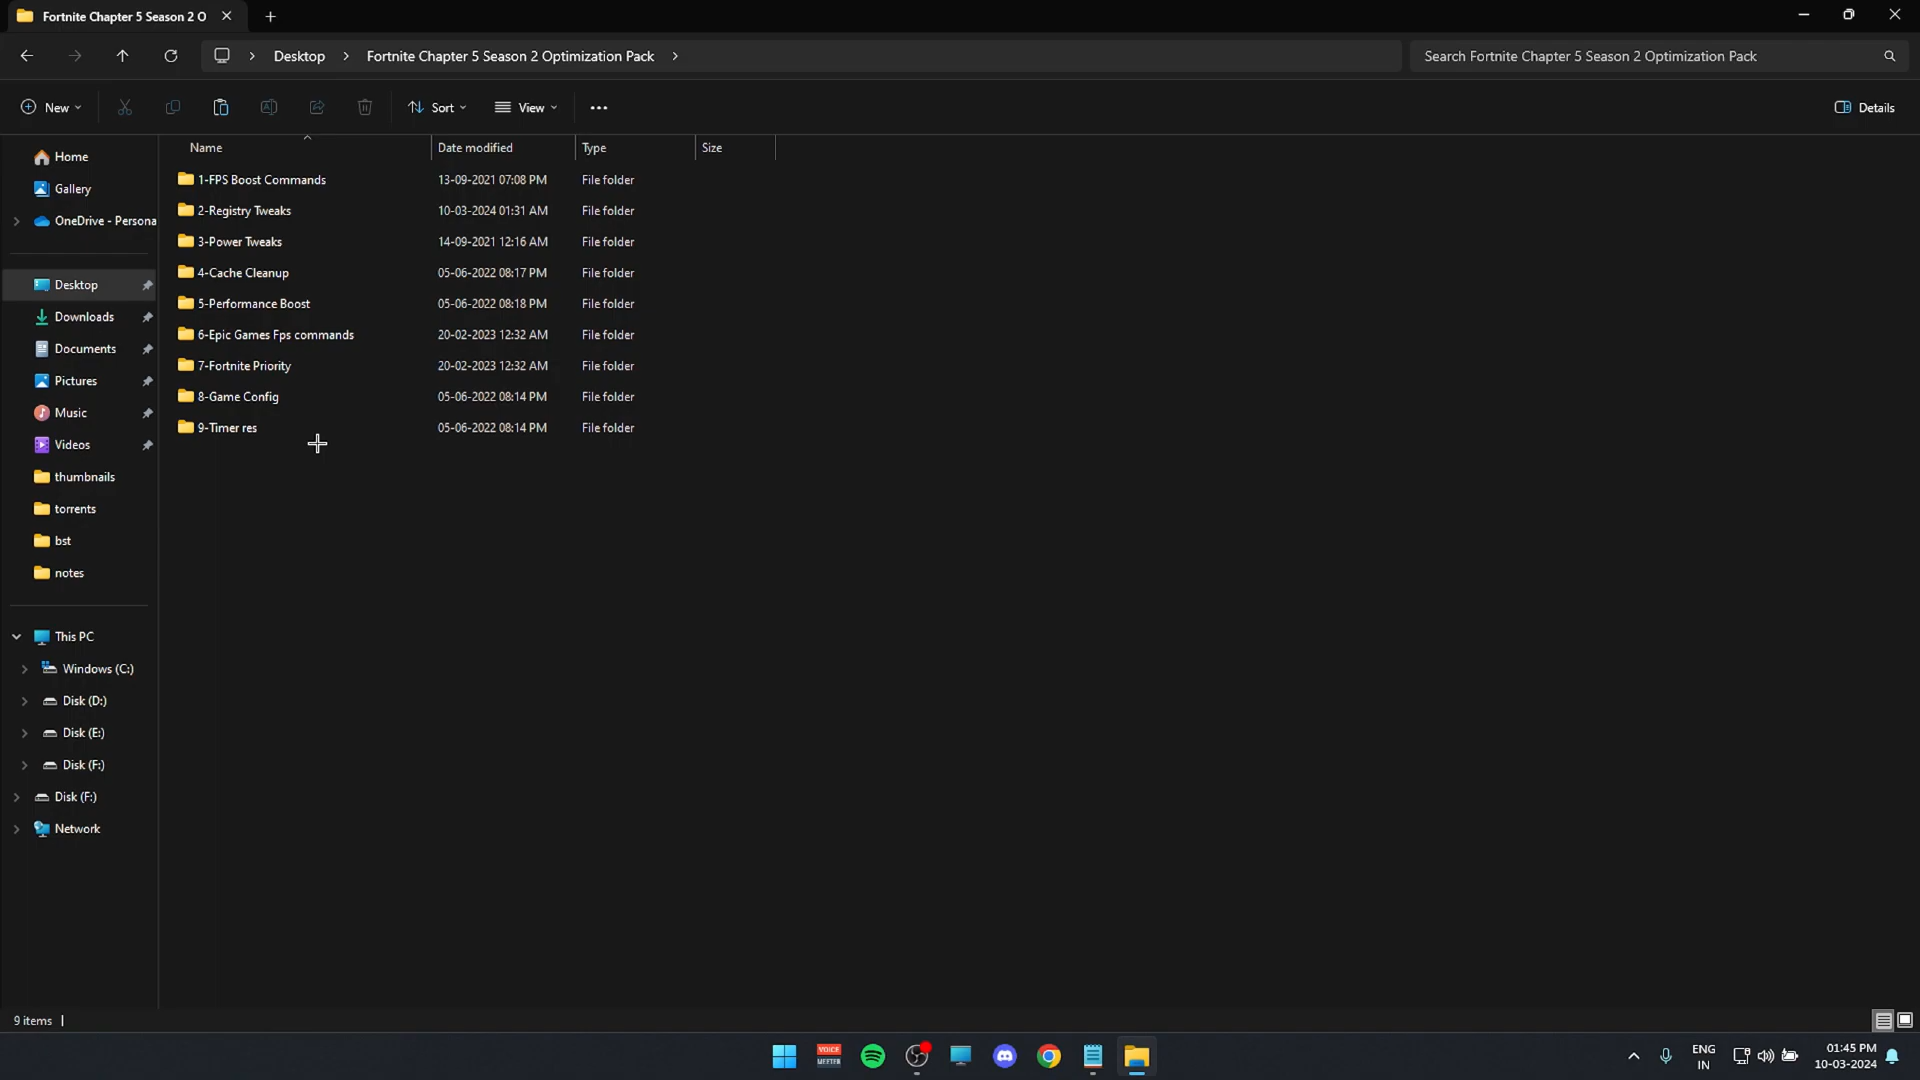 Fortnite Chapter 5 Season 2 O
Desktop
Fortnite Chapter 5 Season 2 Optimization Pack
Search Fortnite Chapter 5 Season 2 Optimization Pack
New
Sort
View
Details
Name Date modified Type Size
1-FPS Boost Commands 13-09-2021 07:08 PM File folder
2-Registry Tweaks 10-03-2024 01:31 AM File folder
3-Power Tweaks 14-09-2021 12:16 AM File folder
4-Cache Cleanup 05-06-2022 08:17 PM File folder
5-Performance Boost 05-06-2022 08:18 PM File folder
6-Epic Games Fps commands 20-02-2023 12:32 AM File folder
7-Fortnite Priority 20-02-2023 12:32 AM File folder
8-Game Config 05-06-2022 08:14 PM File folder
9-Timer res 05-06-2022 08:14 PM File folder
Home
Gallery
OneDrive - Persona
Desktop
Downloads
Documents
Pictures
Music
Videos
thumbnails
torrents
bst
notes
This PC
Windows (C:)
Disk (D:)
Disk (E:)
Disk (F:)
Disk (F:)
Network
9 items
VOICE
MEETER
ENG
IN
01:45 PM
10-03-2024